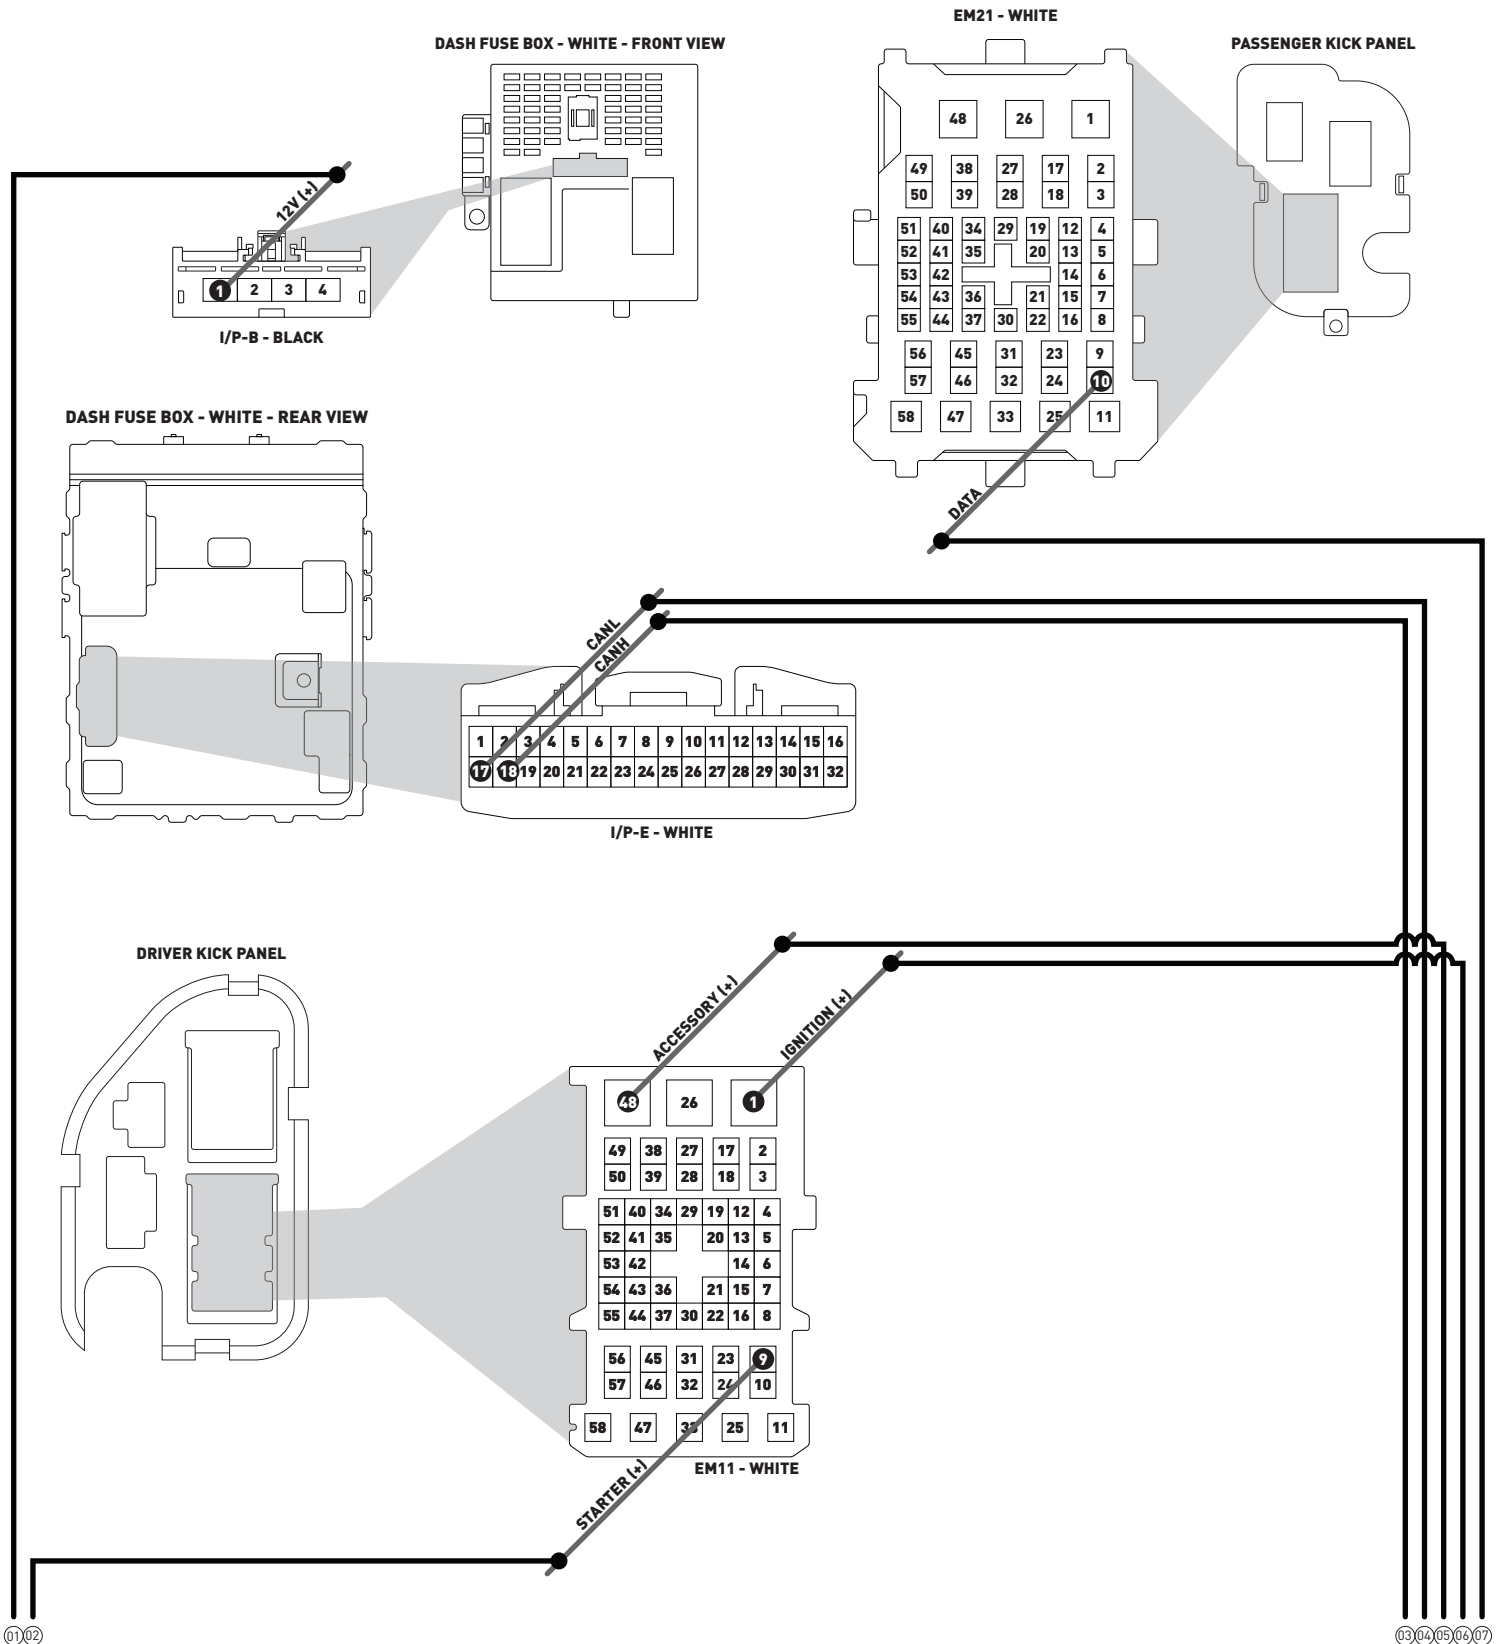 EM21 - WHITE
DASH FUSE BOX - WHITE - FRONT VIEW
PASSENGER KICK PANEL
48 26 1
49 38 27 17 2
50 39 28 18 3
51 40 34 29 19 12 4
52 41 35 20 13 5
53 42 14 6
54 43 36 21 15 7
55 44 37 30 22 16 8
56 45 31 23 9
57 46 32 24 10
58 47 33 25 11
DATA
12V (+)
1 2 3 4
I/P-B - BLACK
DASH FUSE BOX - WHITE - REAR VIEW
CANL
CANH
1 2 3 4 5 6 7 8 9 10 11 12 13 14 15 16
17 18 19 20 21 22 23 24 25 26 27 28 29 30 31 32
I/P-E - WHITE
DRIVER KICK PANEL
ACCESSORY (+)
IGNITION (+)
48 26 1
49 38 27 17 2
50 39 28 18 3
51 40 34 29 19 12 4
52 41 35 20 13 5
53 42 14 6
54 43 36 21 15 7
55 44 37 30 22 16 8
56 45 31 23 9
57 46 32 24 10
58 47 33 25 11
EM11 - WHITE
STARTER (+)
01 02 03 04 05 06 07